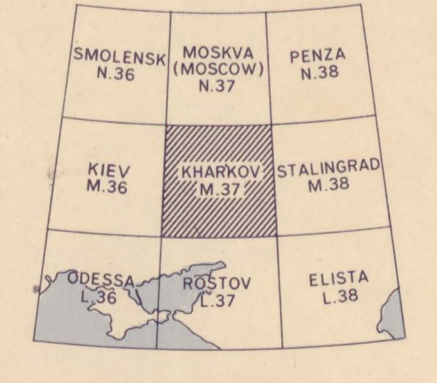 SMOLENSK
N.36
MOSKVA
(MOSCOW)
N.37
PENZA
N.38
KIEV
M.36
KHARKOV
M.37
STALINGRAD
M.38
ODESSA
L.36
ROSTOV
L.37
ELISTA
L.38